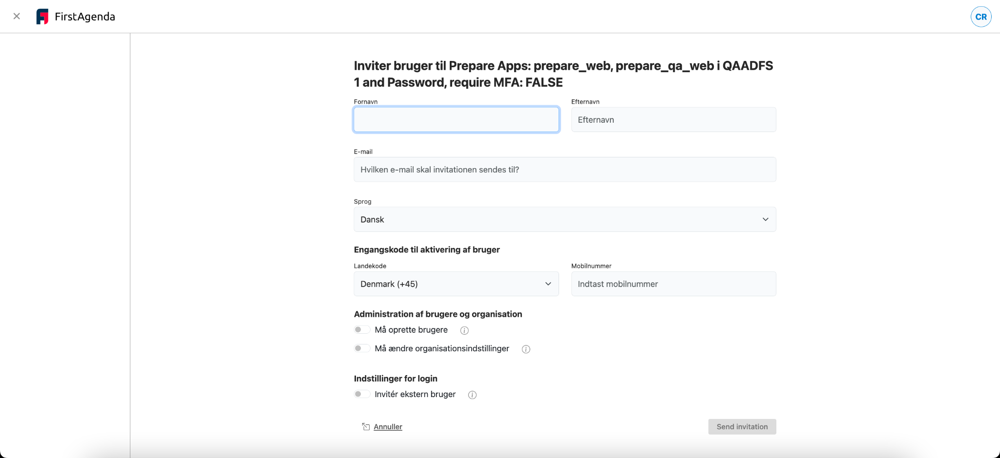 FirstAgenda
CR
Inviter bruger til Prepare Apps: prepare_web, prepare_qa_web i QAADFS
1 and Password, require MFA: FALSE
Fornavn
Efternavn
Efternavn
E-mail
Hvilken e-mail skal invitationen sendes til?
Sprog
Dansk
Engangskode til aktivering af bruger
Landekode
Mobilnummer
Denmark (+45)
Indtast mobilnummer
Administration af brugere og organisation
Må oprette brugere
Må ændre organisationsindstillinger
Indstillinger for login
Invitér ekstern bruger
Annuller
Send invitation